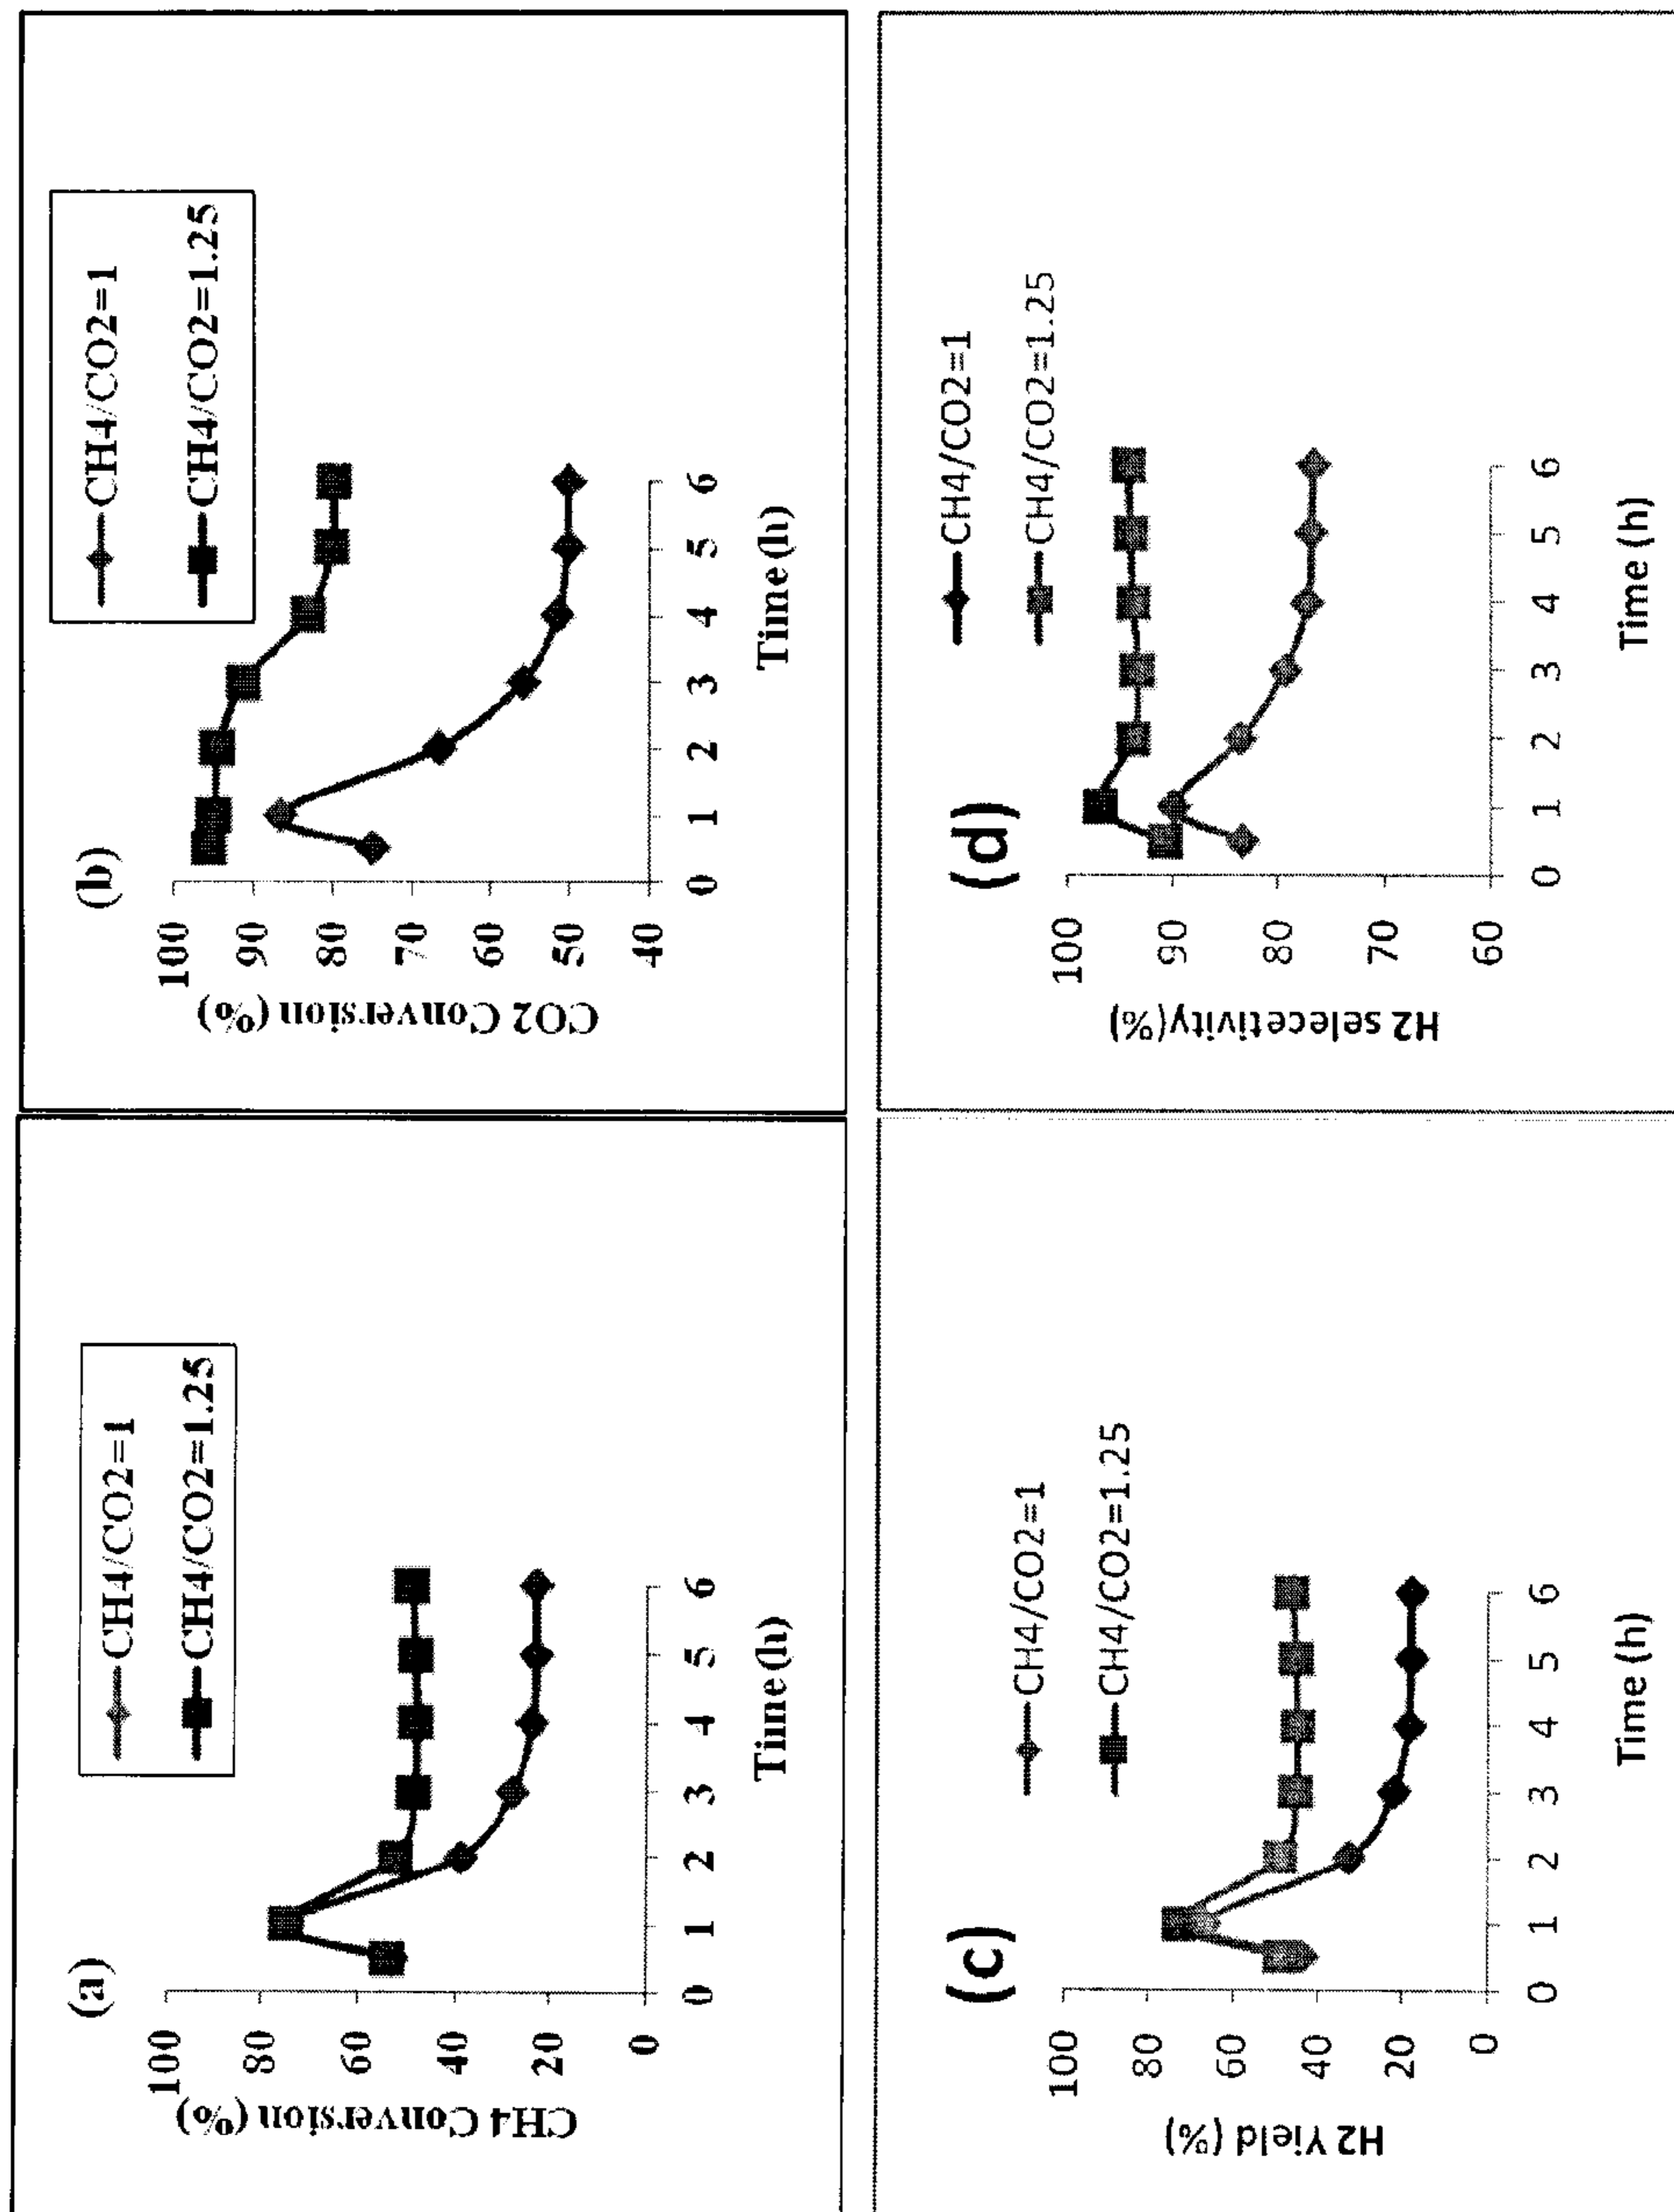 (a)
CH4/CO2=1
CH4/CO2=1.25
CH4 Conversion (%)
100
80
60
40
20
0
0 1 2 3 4 5 6
Time (h)
(b)
CH4/CO2=1
CH4/CO2=1.25
CO2 Conversion (%)
100
90
80
70
60
50
40
0 1 2 3 4 5 6
Time (h)
(c)
CH4/CO2=1
CH4/CO2=1.25
H2 Yield (%)
100
80
60
40
20
0
0 1 2 3 4 5 6
Time (h)
(d)
CH4/CO2=1
CH4/CO2=1.25
H2 selecetivity(%)
100
90
80
70
60
0 1 2 3 4 5 6
Time (h)